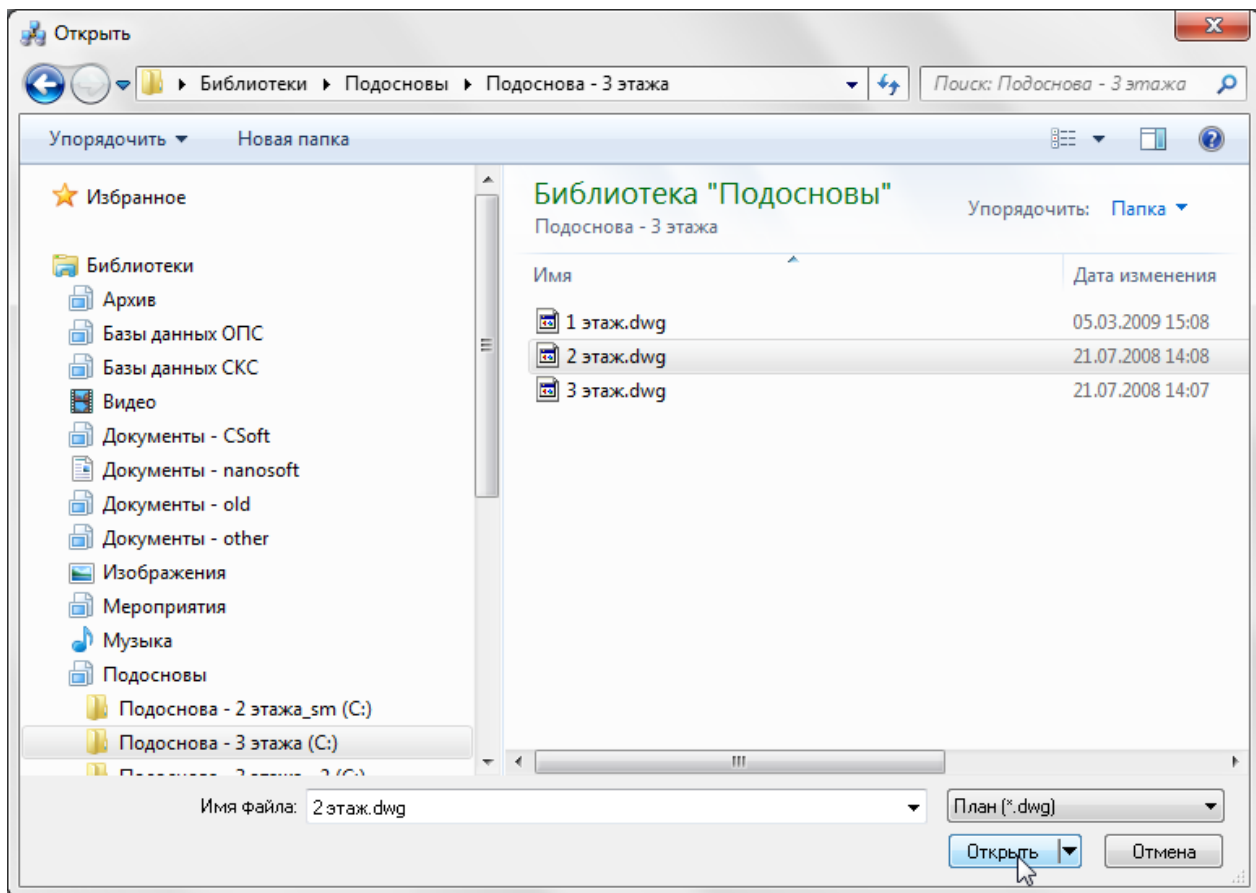 Открыть
Библиотеки Подосновы Подоснова - 3 этажа Поиск: Подоснова - 3 этажа
Упорядочить Новая папка
Избранное
Библиотеки
Архив
Базы данных ОПС
Базы данных СКС
Видео
Документы - CSoft
Документы - nanosoft
Документы - old
Документы - other
Изображения
Мероприятия
Музыка
Подосновы
Подоснова - 2 этажа_sm (C:)
Подоснова - 3 этажа (C:)
Библиотека "Подосновы"
Подоснова - 3 этажа
Упорядочить: Папка
Имя Дата изменения
1 этаж.dwg 05.03.2009 15:08
2 этаж.dwg 21.07.2008 14:08
3 этаж.dwg 21.07.2008 14:07
Имя файла: 2 этаж.dwg План (*.dwg)
Открыть Отмена